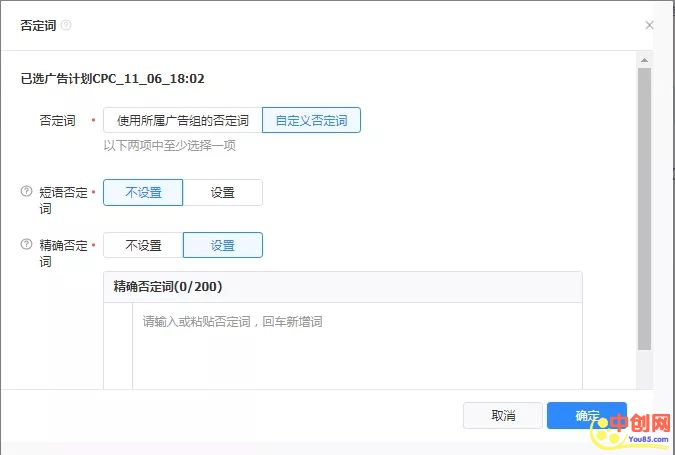 否定词
已选广告计划CPC_11_06_18:02
否定词
使用所属广告组的否定词
自定义否定词
以下两项中至少选择一项
短语否定词
不设置
设置
精确否定词
不设置
设置
精确否定词(0/200)
请输入或粘贴否定词，回车新增词
取消
确定
中创网
You85.com